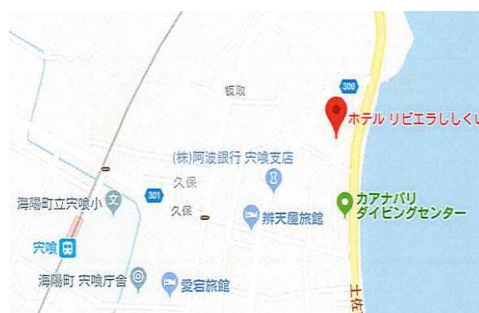 309
板取
ホテル リビエラししくい
(株)阿波銀行 宍喰支店
久保
301
海陽町立宍喰小
文
久保
辨天屋旅館
カアナパリ
ダイビングセンター
宍喰
海陽町 宍喰庁舎
愛宕旅館
土佐